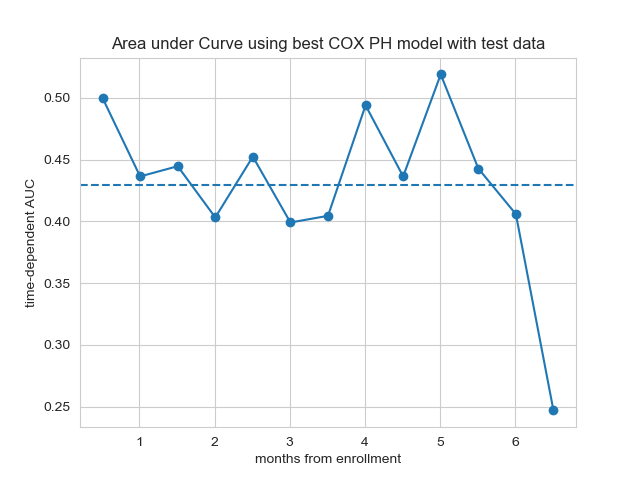 Area under Curve using best COX PH model with test data
time-dependent AUC
0.50
0.45
0.40
0.35
0.30
0.25
1 2 3 4 5 6
months from enrollment